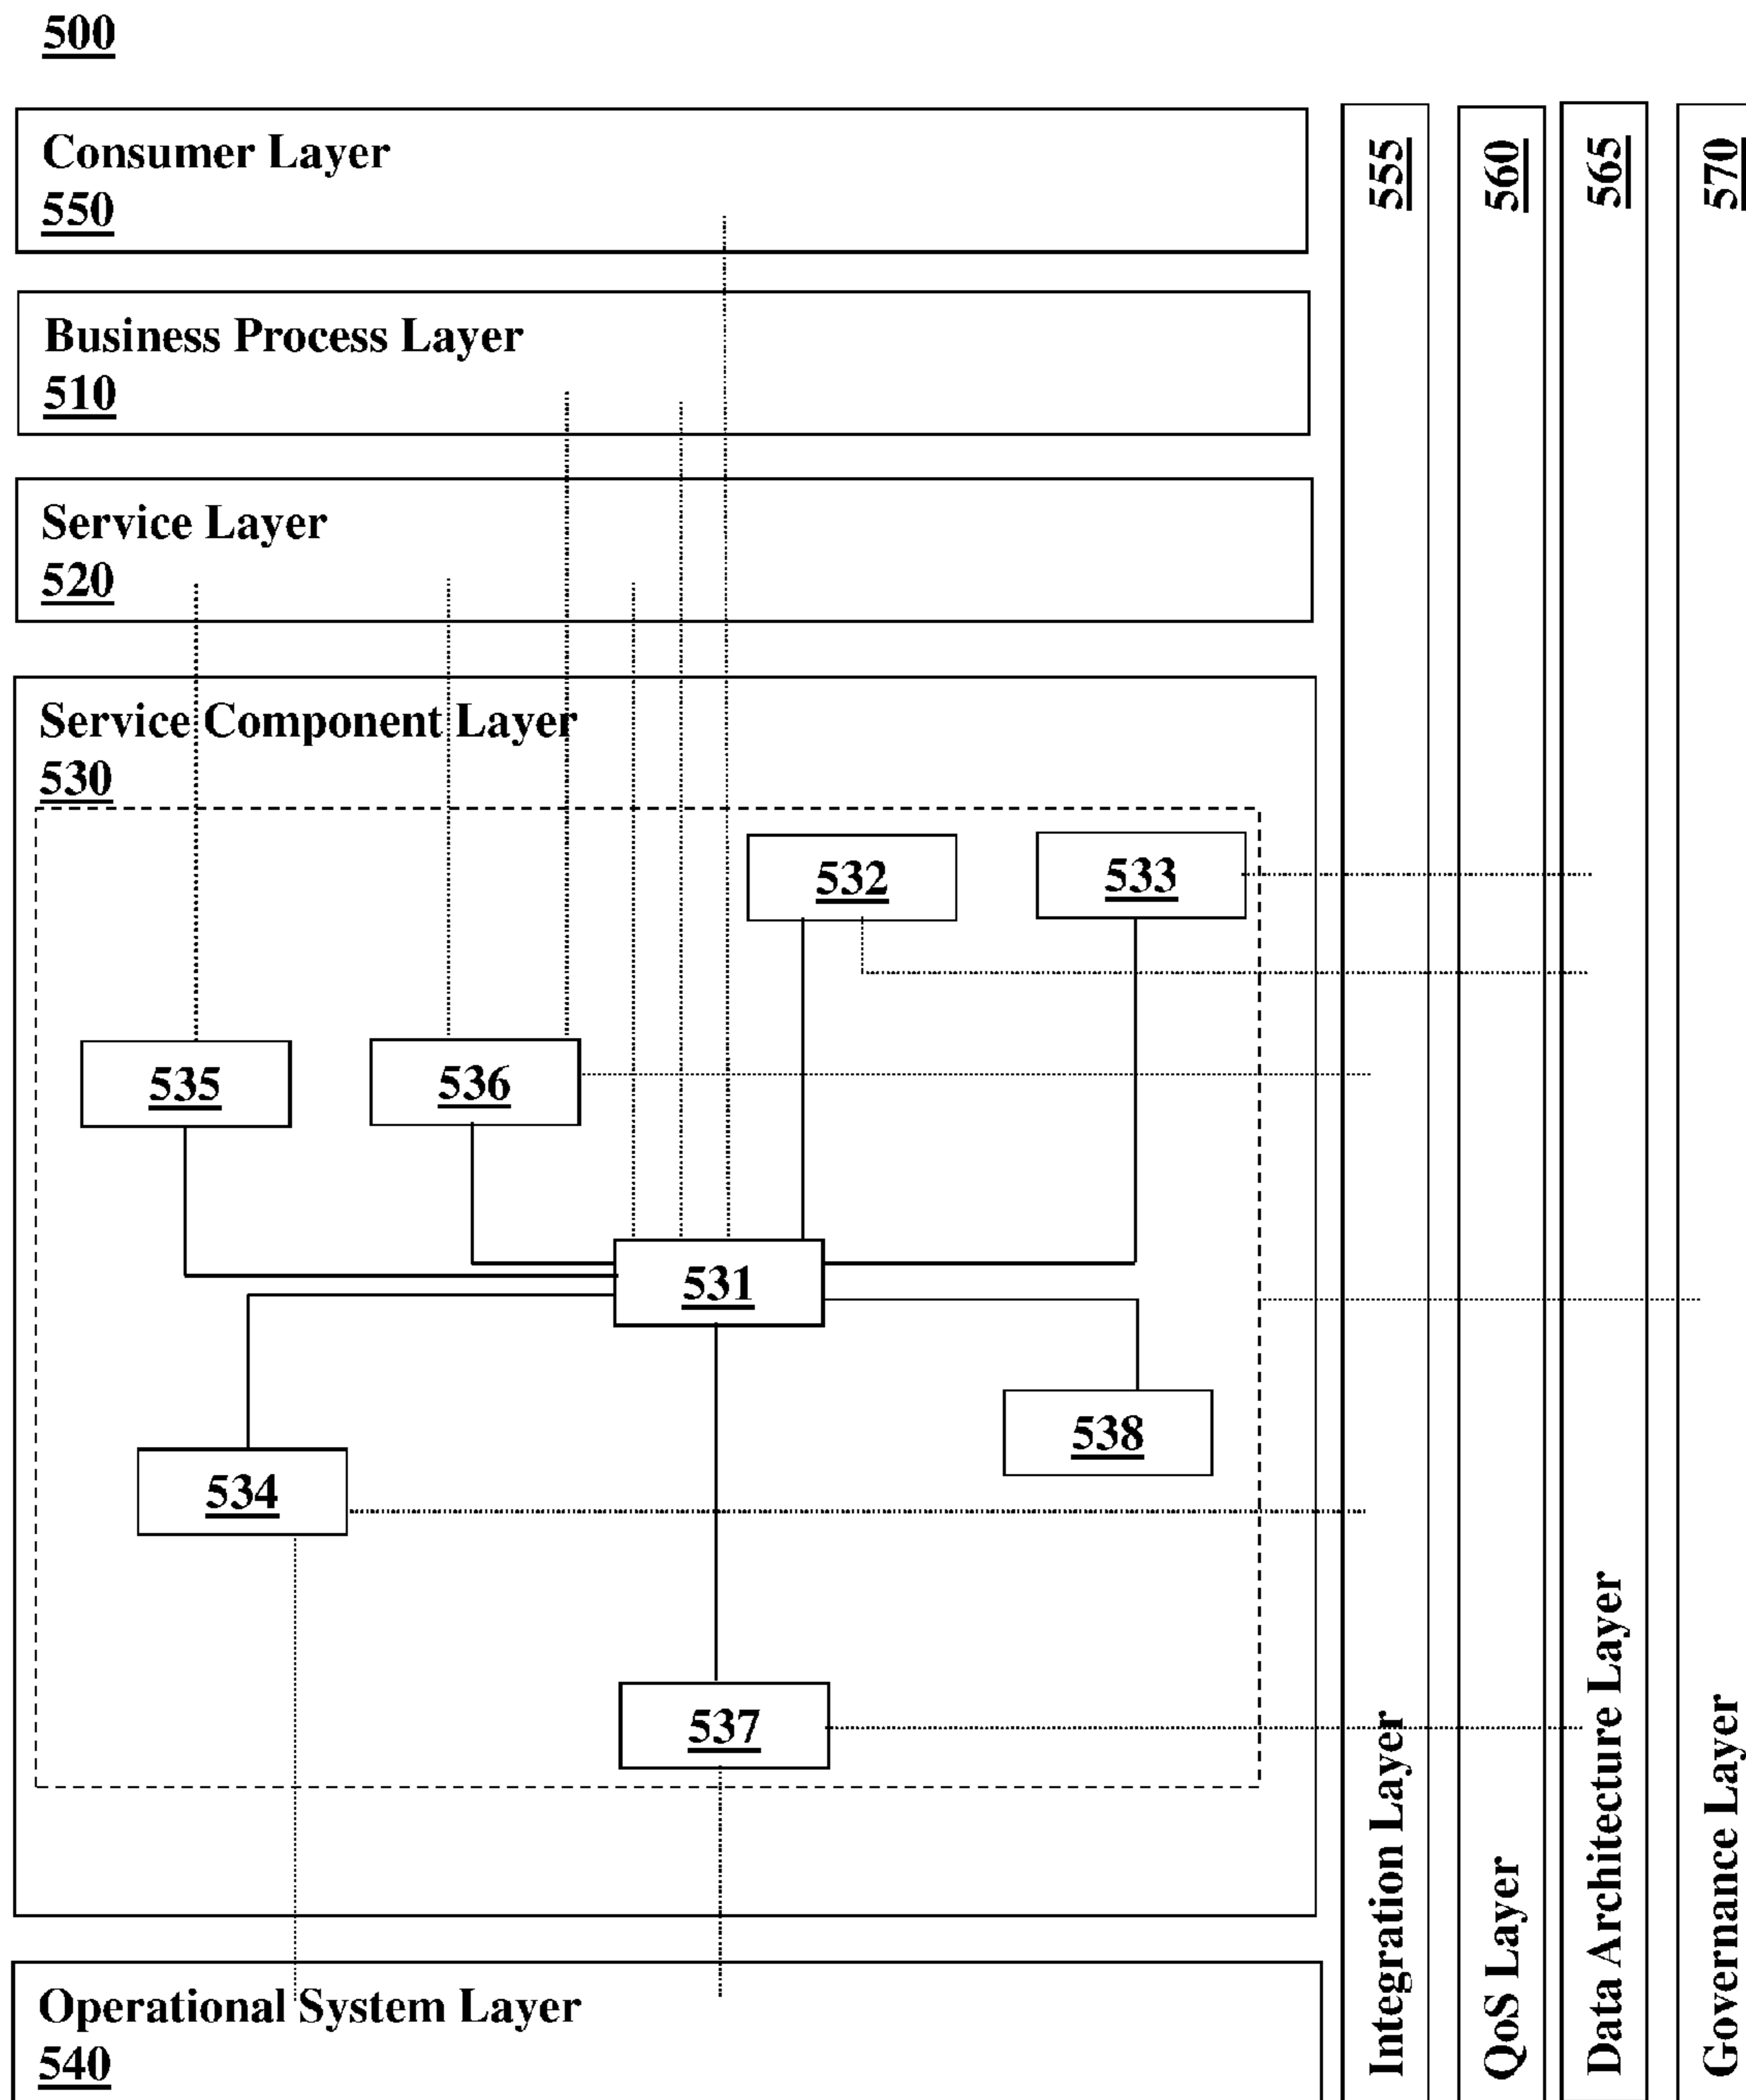 500
Consumer Layer
550
Business Process Layer
510
Service Layer
520
Service Component Layer
530
532
533
535
536
531
538
534
537
Operational System Layer
540
555
Integration Layer
560
QoS Layer
565
Data Architecture Layer
570
Governance Layer